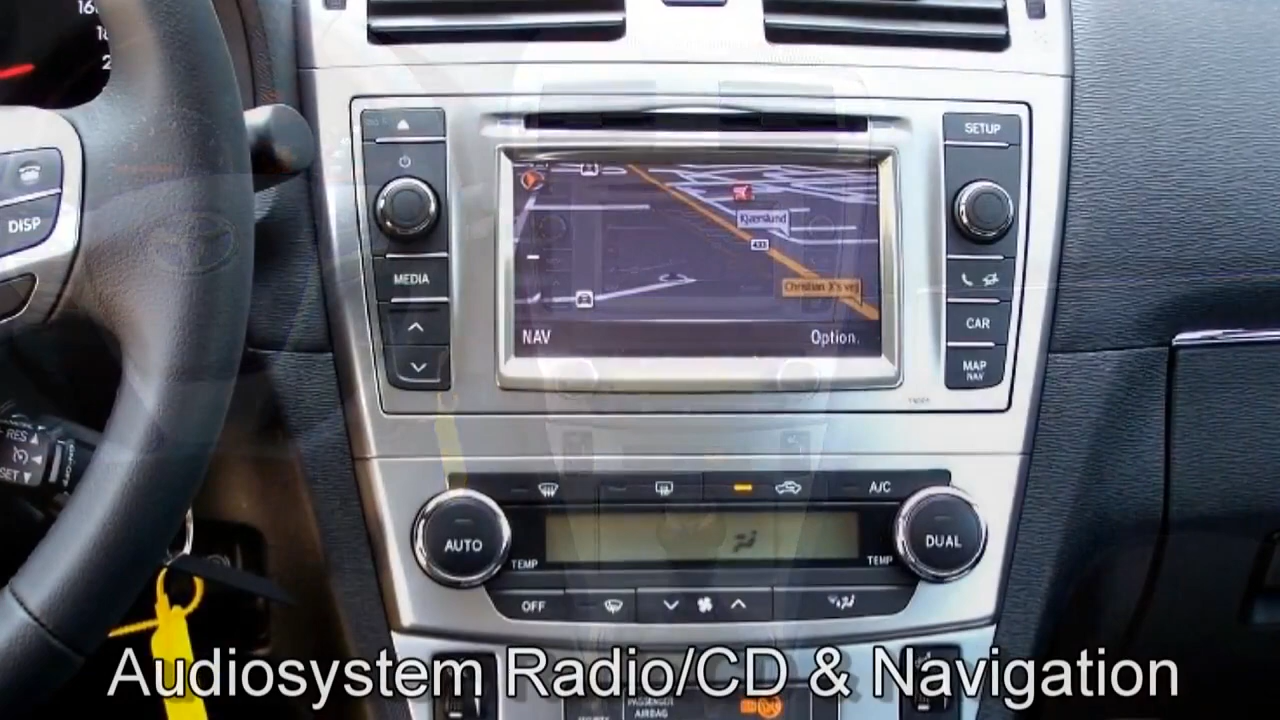 DISP
RES
SET
SETUP
MEDIA
Kjærslund
433
Christian X's vej
NAV
Option.
CAR
MAP
NAV
A/C
AUTO
TEMP
TEMP
DUAL
OFF
Audiosystem Radio/CD & Navigation
PASSENGER
AIRBAG